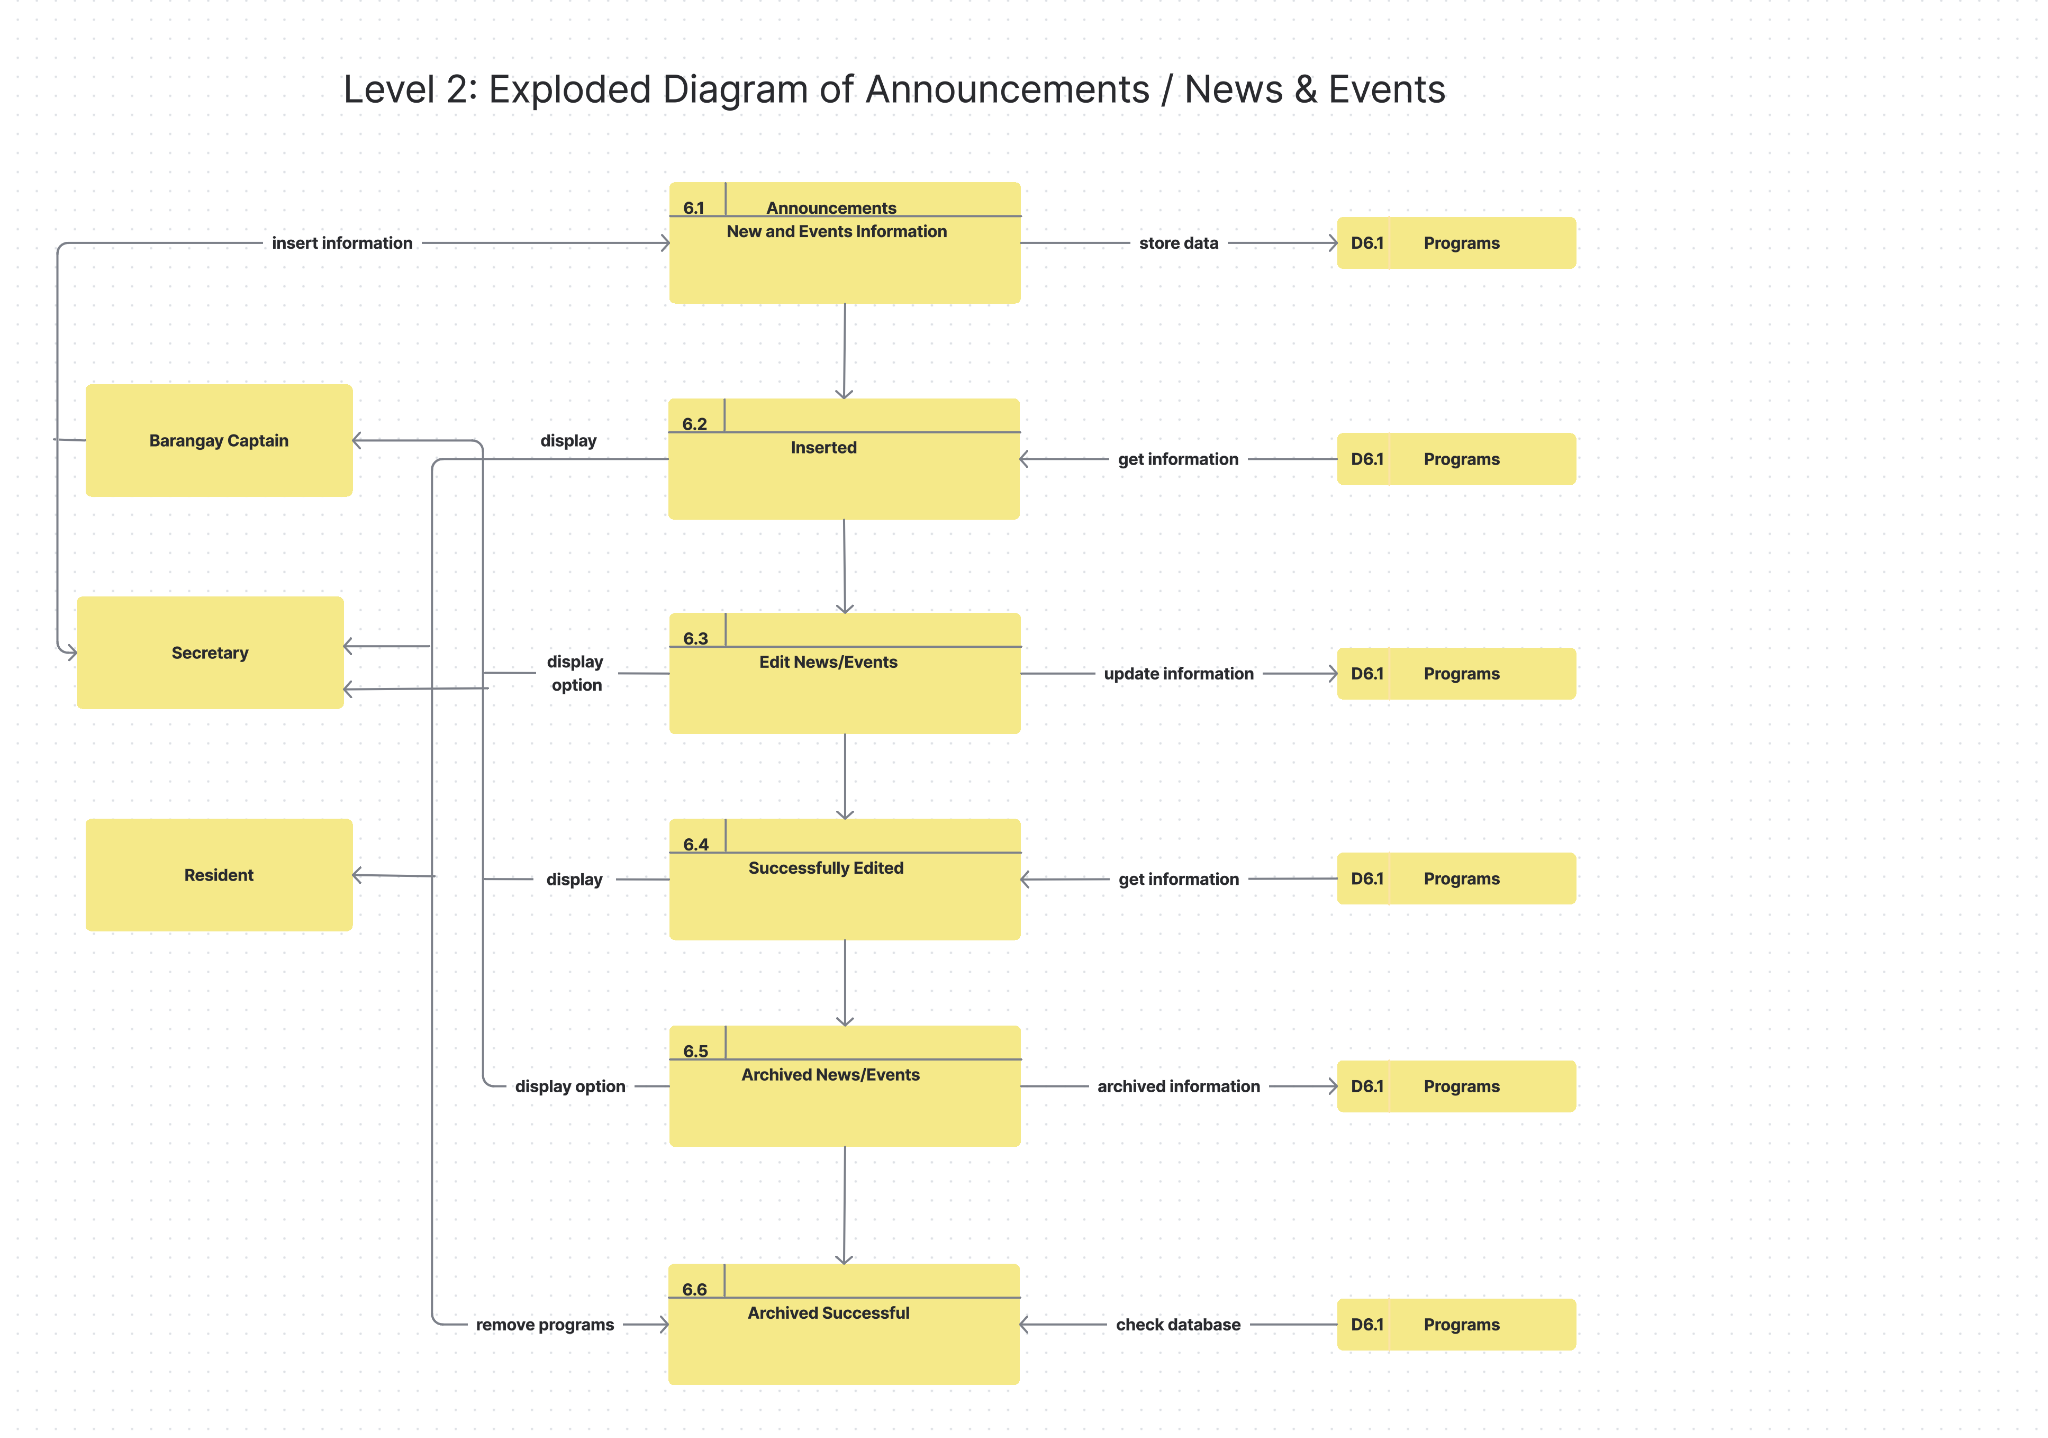 Level 2: Exploded Diagram of Announcements / News & Events
6.1
Announcements
New and Events Information
insert information
store data
D6.1
Programs
Barangay Captain
display
6.2
Inserted
get information
D6.1
Programs
Secretary
display
option
6.3
Edit News/Events
update information
D6.1
Programs
Resident
display
6.4
Successfully Edited
get information
D6.1
Programs
display option
6.5
Archived News/Events
archived information
D6.1
Programs
remove programs
6.6
Archived Successful
check database
D6.1
Programs